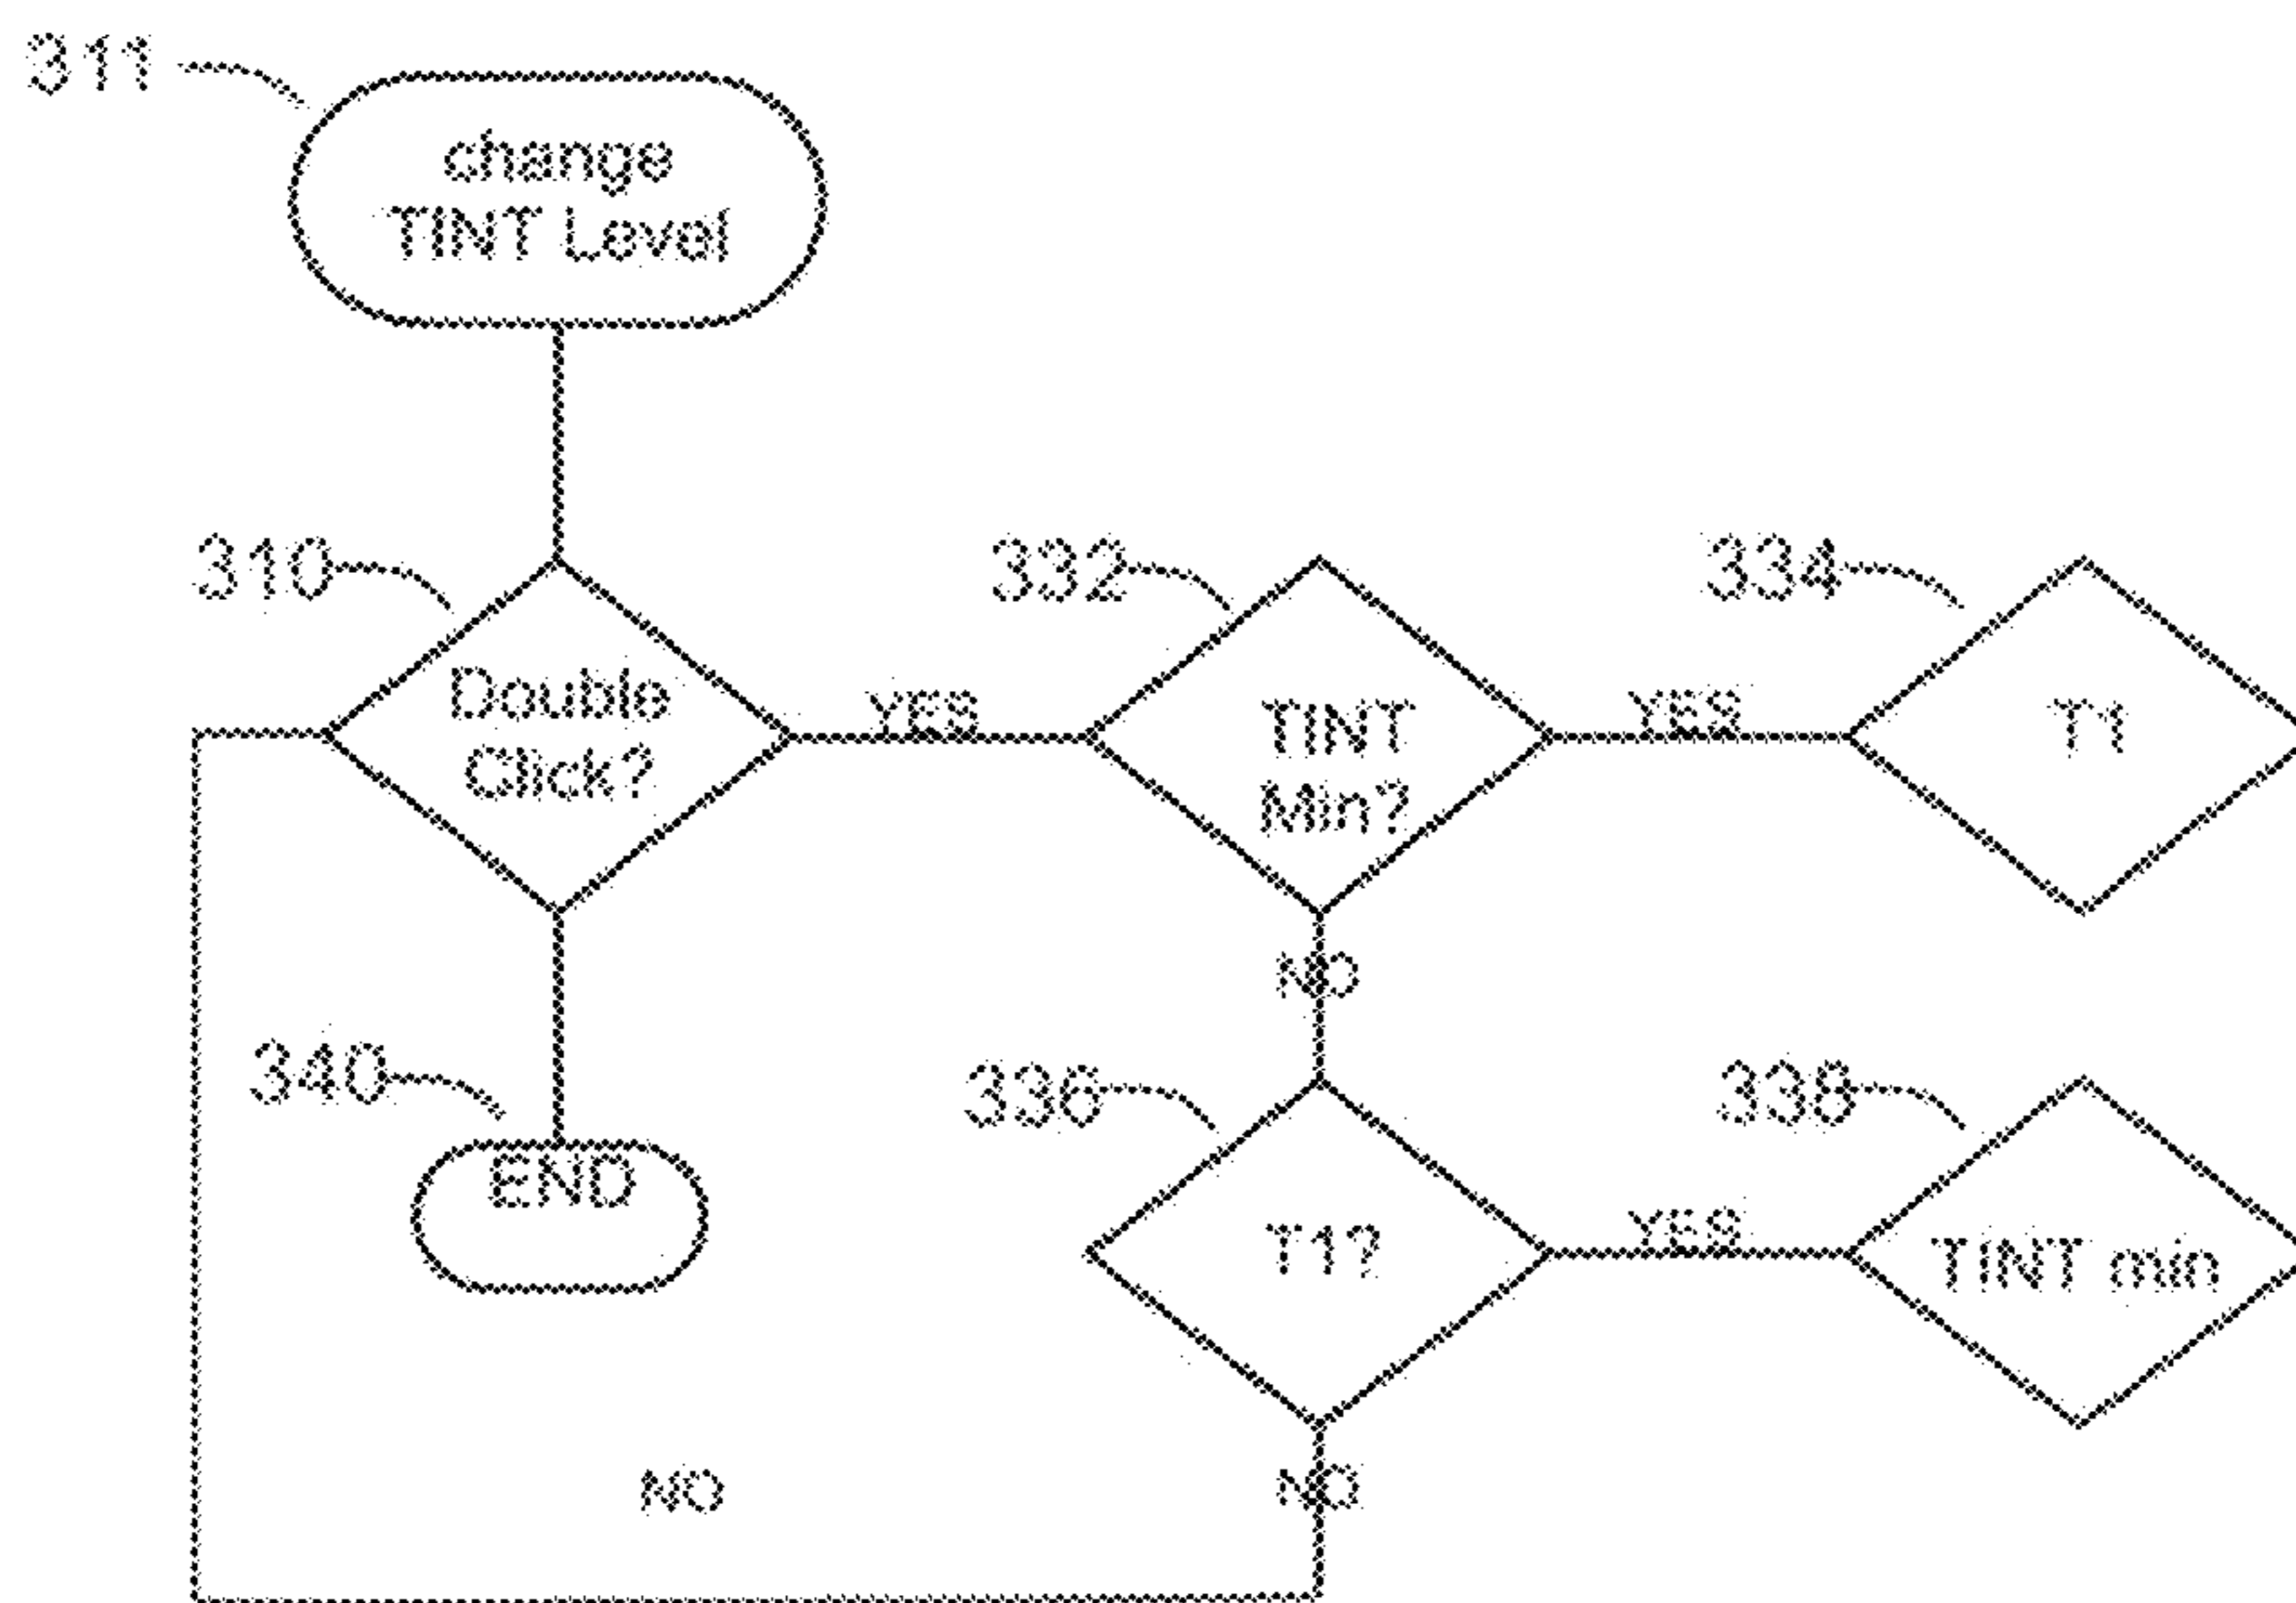 311
change
TINT Level
310
332
334
Double
Click?
YES
TINT
Min?
YES
T1
NO
340
336
338
END
T1?
YES
TINT min
NO
NO